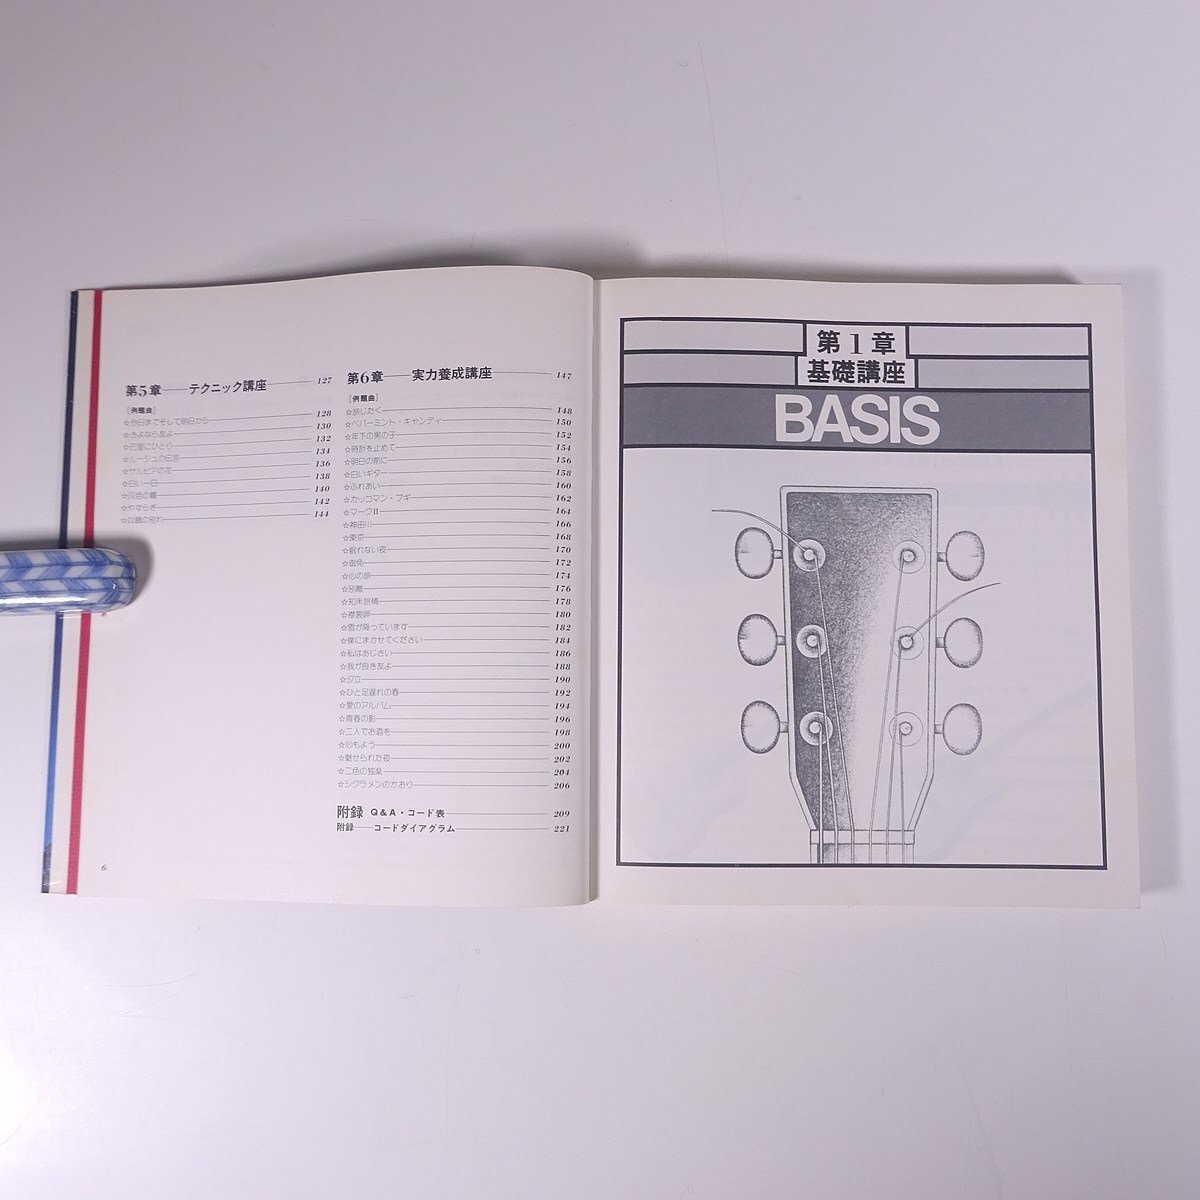 第5章 テクニック講座 127
[例題曲]
☆今日までそして明日から 128
☆さよなら友よ 130
☆巴里にひとり 132
☆ルージュの伝言 134
☆サルビアの花 136
☆白い一日 138
☆灰色の瞳 140
☆やすらぎ 142
☆22歳の別れ 144
6
第6章 実力養成講座 147
[例題曲]
☆旅じたく 148
☆ペパーミント・キャンディー 150
☆年下の男の子 152
☆時計を止めて 154
☆明日の前に 156
☆白いギター 158
☆ふれあい 160
☆カッコマン・ブギ 162
☆マークⅡ 164
☆神田川 166
☆東京 168
☆眠れない夜 170
☆御免 172
☆心の旅 174
☆別離 176
☆知床旅情 178
☆襟裳岬 180
☆雪が降っています 182
☆僕にまかせてください 184
☆私はあじさい 186
☆我が良き友よ 188
☆夕立 190
☆ひと足遅れの春 192
☆愛のアルバム 194
☆青春の影 196
☆二人でお酒を 198
☆心もよう 200
☆魅せられた夜 202
☆二色の独楽 204
☆シクラメンのかおり 206
附録 Q&A・コード表 209
附録 コードダイアグラム 221
第1章
基礎講座
BASIS